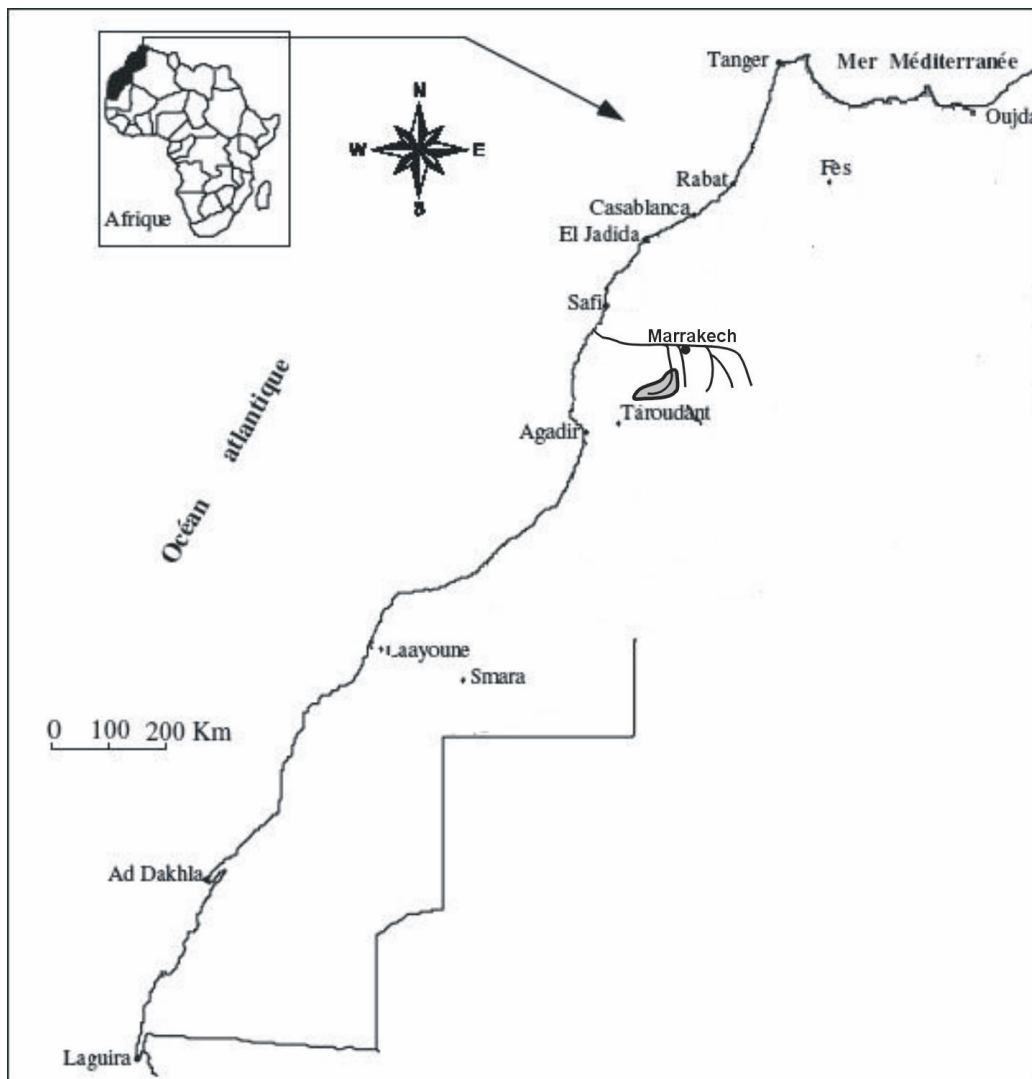 Tanger
Mer Méditerranée
Oujda
N
W E
S
Fès
Rabat
Casablanca
Afrique
El Jadida
Safi
Marrakech
Océan atlantique
Taroudant
Agadir
Laayoune
Smara
0 100 200 Km
Ad Dakhla
Laguira